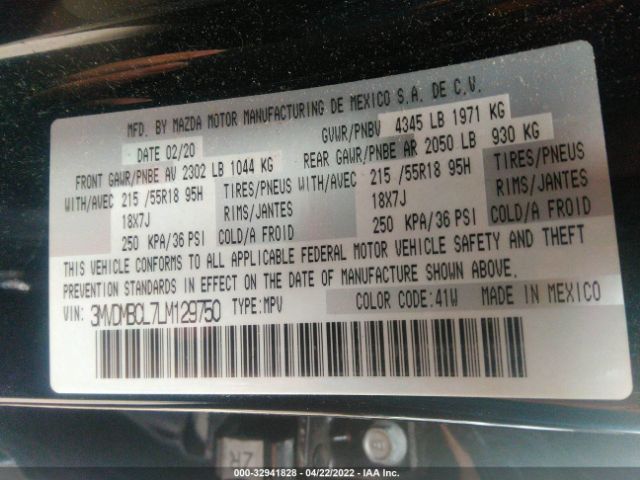 MFD. BY MAZDA MOTOR MANUFACTURING DE MEXICO S.A. DE C.V.
DATE 02/20 GVWR/PNBV 4345 LB 1971 KG
FRONT GAWR/PNBE AV 2302 LB 1044 KG REAR GAWR/PNBE AR 2050 LB 930 KG
WITH/AVEC 215 /55R18 95H TIRES/PNEUS WITH/AVEC 215 /55R18 95H TIRES/PNEUS
18X7J RIMS/JANTES 18X7J RIMS/JANTES
250 KPA/36 PSI COLD/A FROID 250 KPA/36 PSI COLD/A FROID
THIS VEHICLE CONFORMS TO ALL APPLICABLE FEDERAL MOTOR VEHICLE SAFETY AND THEFT
PREVENTION STANDARDS IN EFFECT ON THE DATE OF MANUFACTURE SHOWN ABOVE.
VIN: 3MVDMBCL7LM129750 TYPE:MPV COLOR CODE:41W MADE IN MEXICO
ZR
000-32941828 - 04/22/2022 - IAA Inc.